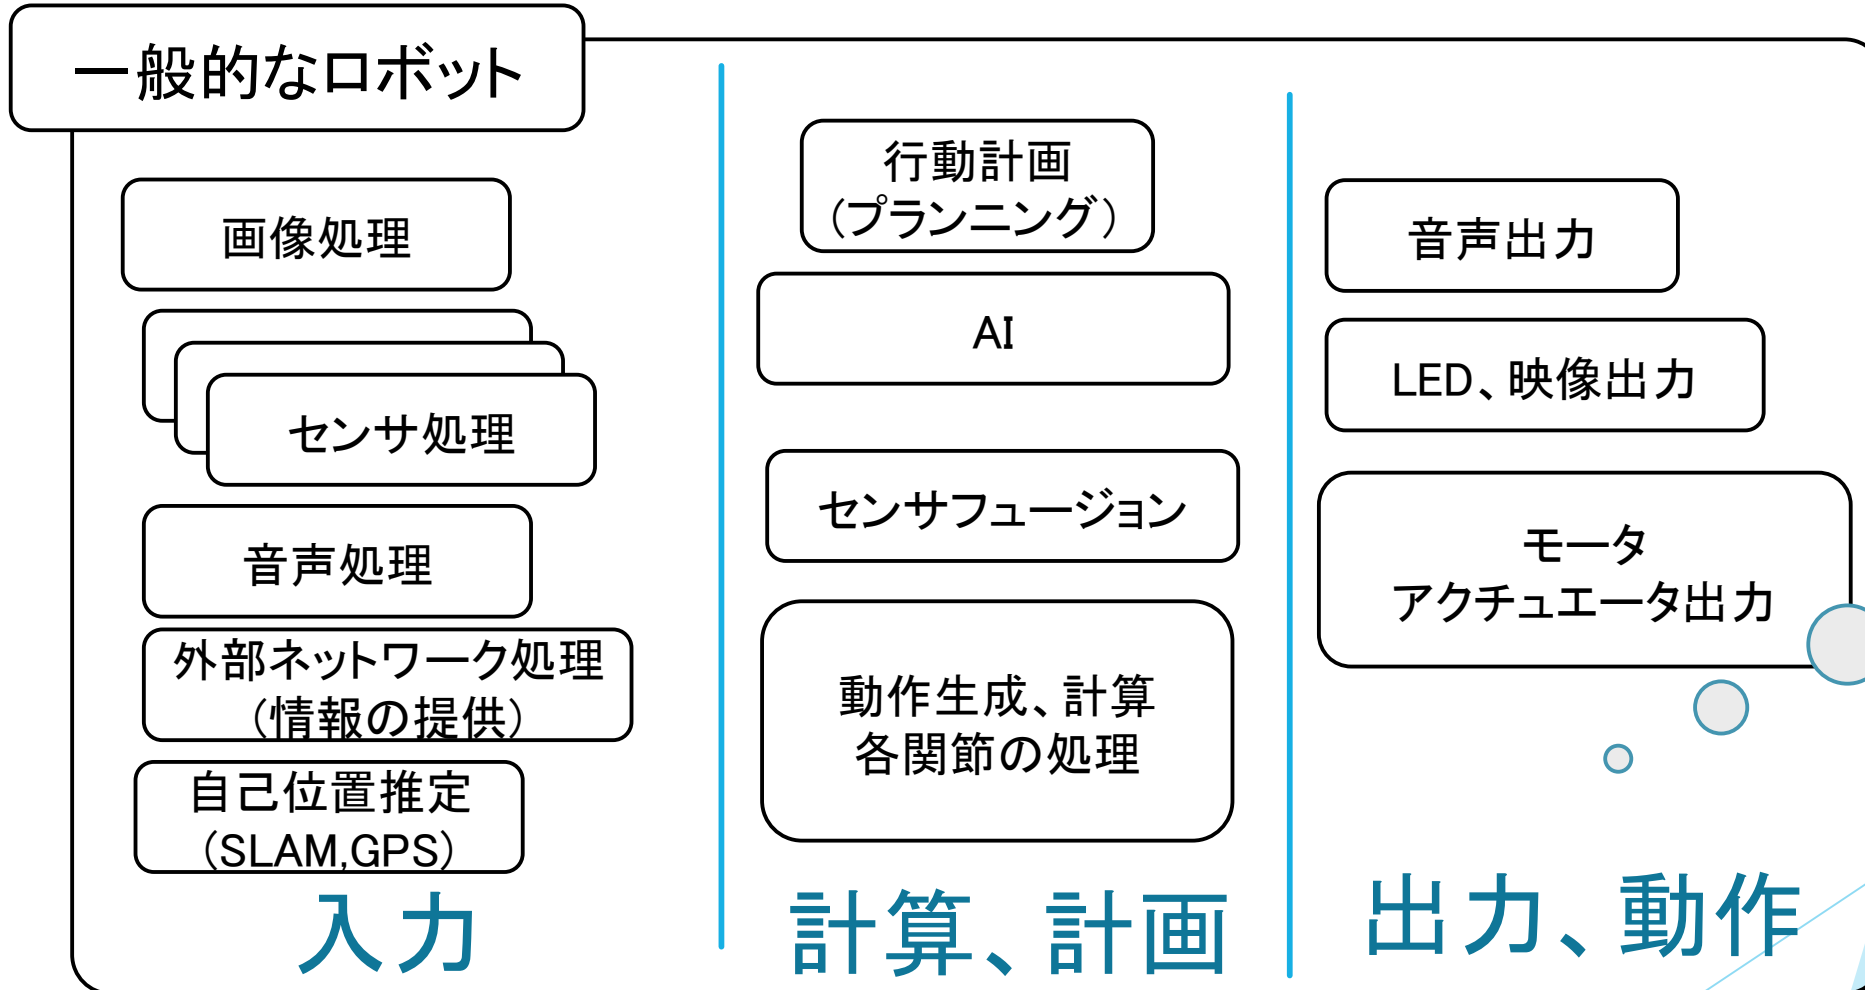 一般的なロボット
画像処理
センサ処理
音声処理
外部ネットワーク処理
（情報の提供）
自己位置推定
（SLAM,GPS）
入力
行動計画
（プランニング）
AI
センサフュージョン
動作生成、計算
各関節の処理
計算、計画
音声出力
LED、映像出力
モータ
アクチュエータ出力
出力、動作